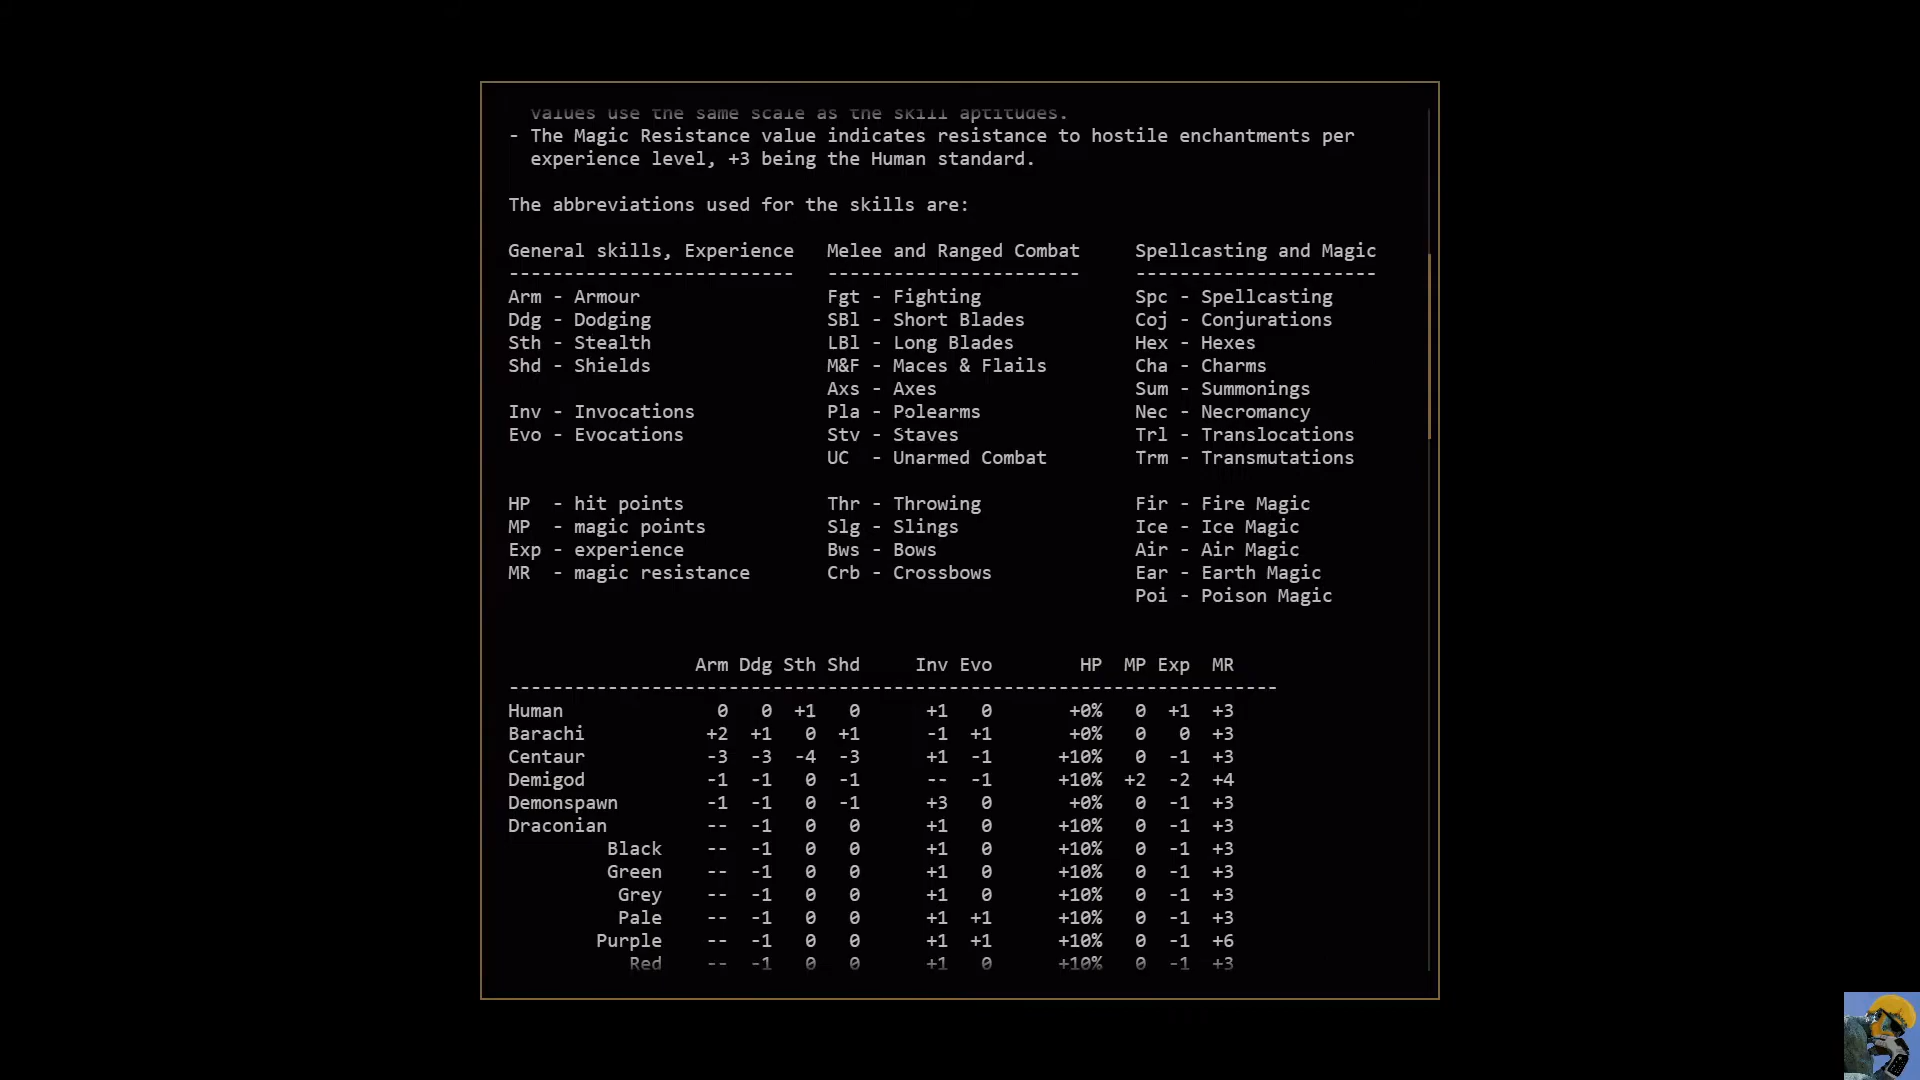 values use the same scale as the skill aptitudes.
- The Magic Resistance value indicates resistance to hostile enchantments per
experience level, +3 being the Human standard.
The abbreviations used for the skills are:
General skills, Experience Melee and Ranged Combat Spellcasting and Magic
-------------------------- ----------------------- ----------------------
Arm - Armour Fgt - Fighting Spc - Spellcasting
Ddg - Dodging SBl - Short Blades Coj - Conjurations
Sth - Stealth LBl - Long Blades Hex - Hexes
Shd - Shields M&F - Maces & Flails Cha - Charms
Axs - Axes Sum - Summonings
Inv - Invocations Pla - Polearms Nec - Necromancy
Evo - Evocations Stv - Staves Trl - Translocations
UC - Unarmed Combat Trm - Transmutations
HP - hit points Thr - Throwing Fir - Fire Magic
MP - magic points Slg - Slings Ice - Ice Magic
Exp - experience Bws - Bows Air - Air Magic
MR - magic resistance Crb - Crossbows Ear - Earth Magic
Poi - Poison Magic
Arm Ddg Sth Shd Inv Evo HP MP Exp MR
----------------------------------------------------------------------
Human 0 0 +1 0 +1 0 +0% 0 +1 +3
Barachi +2 +1 0 +1 -1 +1 +0% 0 0 +3
Centaur -3 -3 -4 -3 +1 -1 +10% 0 -1 +3
Demigod -1 -1 0 -1 -- -1 +10% +2 -2 +4
Demonspawn -1 -1 0 -1 +3 0 +0% 0 -1 +3
Draconian -- -1 0 0 +1 0 +10% 0 -1 +3
Black -- -1 0 0 +1 0 +10% 0 -1 +3
Green -- -1 0 0 +1 0 +10% 0 -1 +3
Grey -- -1 0 0 +1 0 +10% 0 -1 +3
Pale -- -1 0 0 +1 +1 +10% 0 -1 +3
Purple -- -1 0 0 +1 +1 +10% 0 -1 +6
Red -- -1 0 0 +1 0 +10% 0 -1 +3